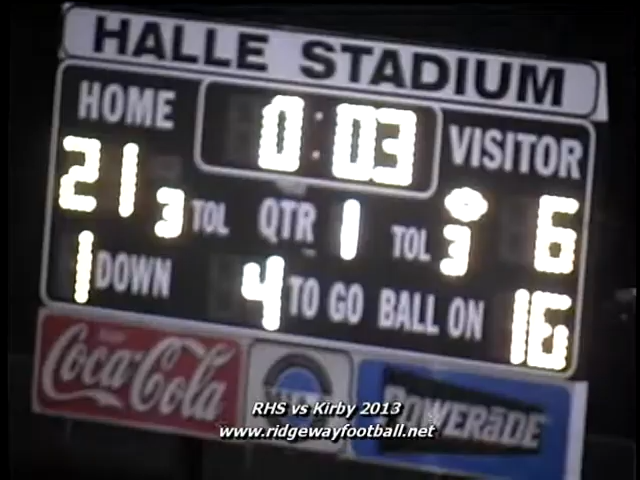 HALLE STADIUM
HOME 0:03 VISITOR
21 3 TOL QTR 1 TOL 3 6
1 DOWN 4 TO GO BALL ON 16
Coca-Cola POWERADE
RHS vs Kirby 2013
www.ridgewayfootball.net